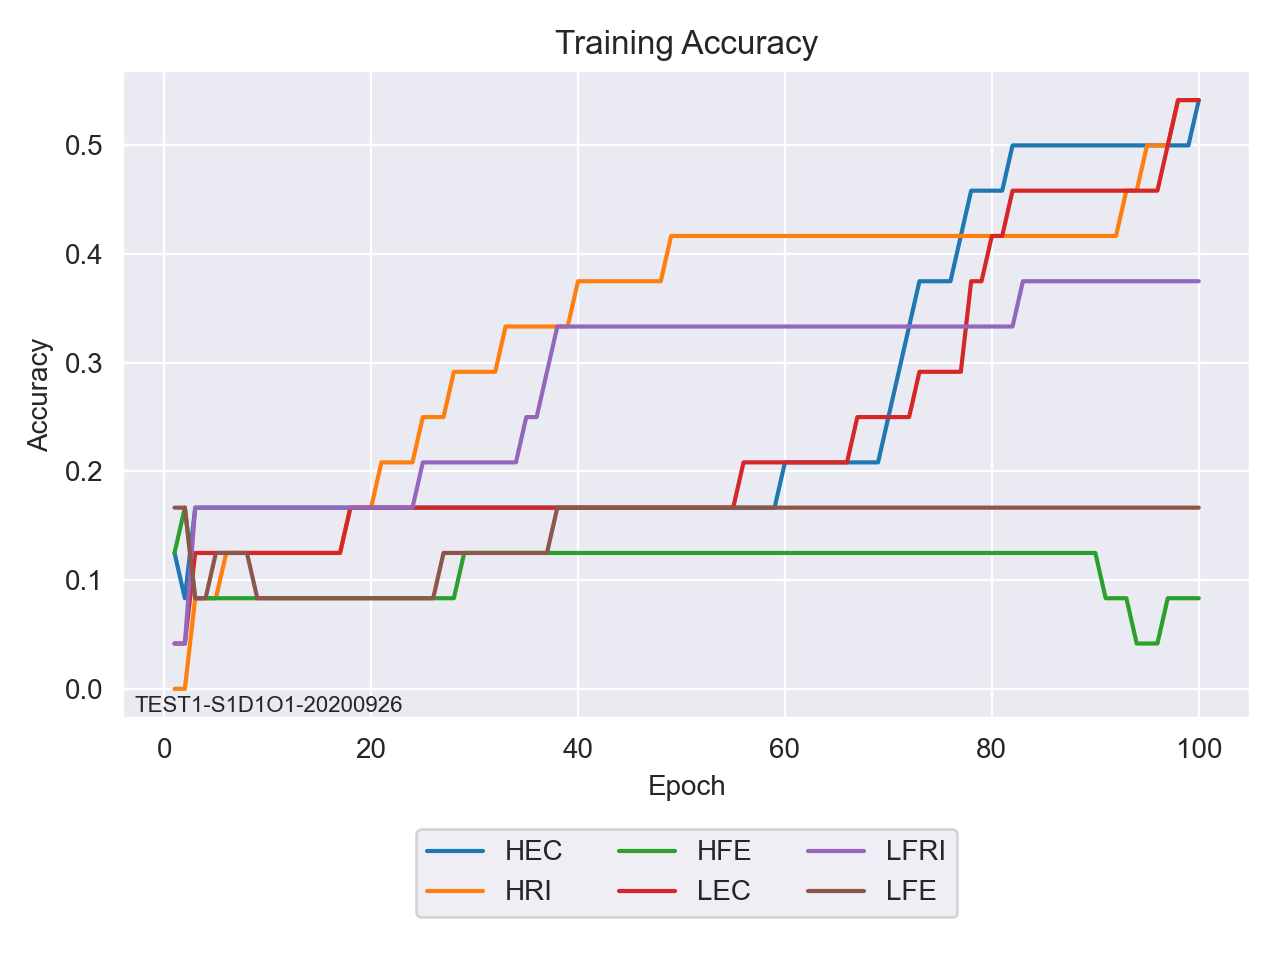 Training Accuracy
Accuracy
0.5
0.4
0.3
0.2
0.1
0.0
TEST1-S1D1O1-20200926
0 20 40 60 80 100
Epoch
HEC HFE LFRI
HRI LEC LFE